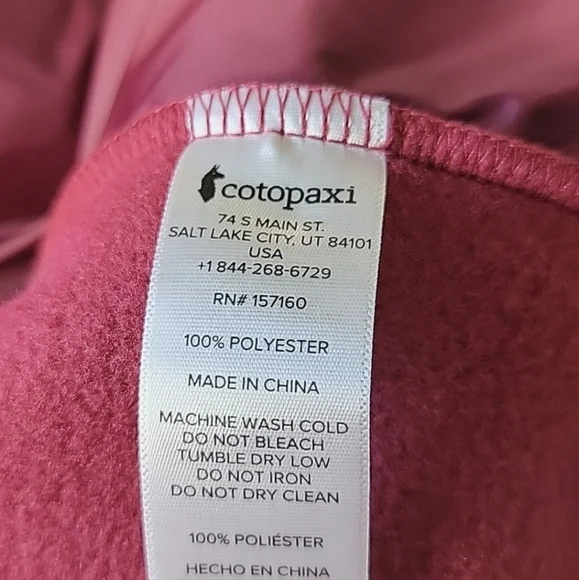 cotopaxi
74 S MAIN ST.
SALT LAKE CITY, UT 84101
USA
+1 844-268-6729
RN# 157160
100% POLYESTER
MADE IN CHINA
MACHINE WASH COLD
DO NOT BLEACH
TUMBLE DRY LOW
DO NOT IRON
DO NOT DRY CLEAN
100% POLIÉSTER
HECHO EN CHINA